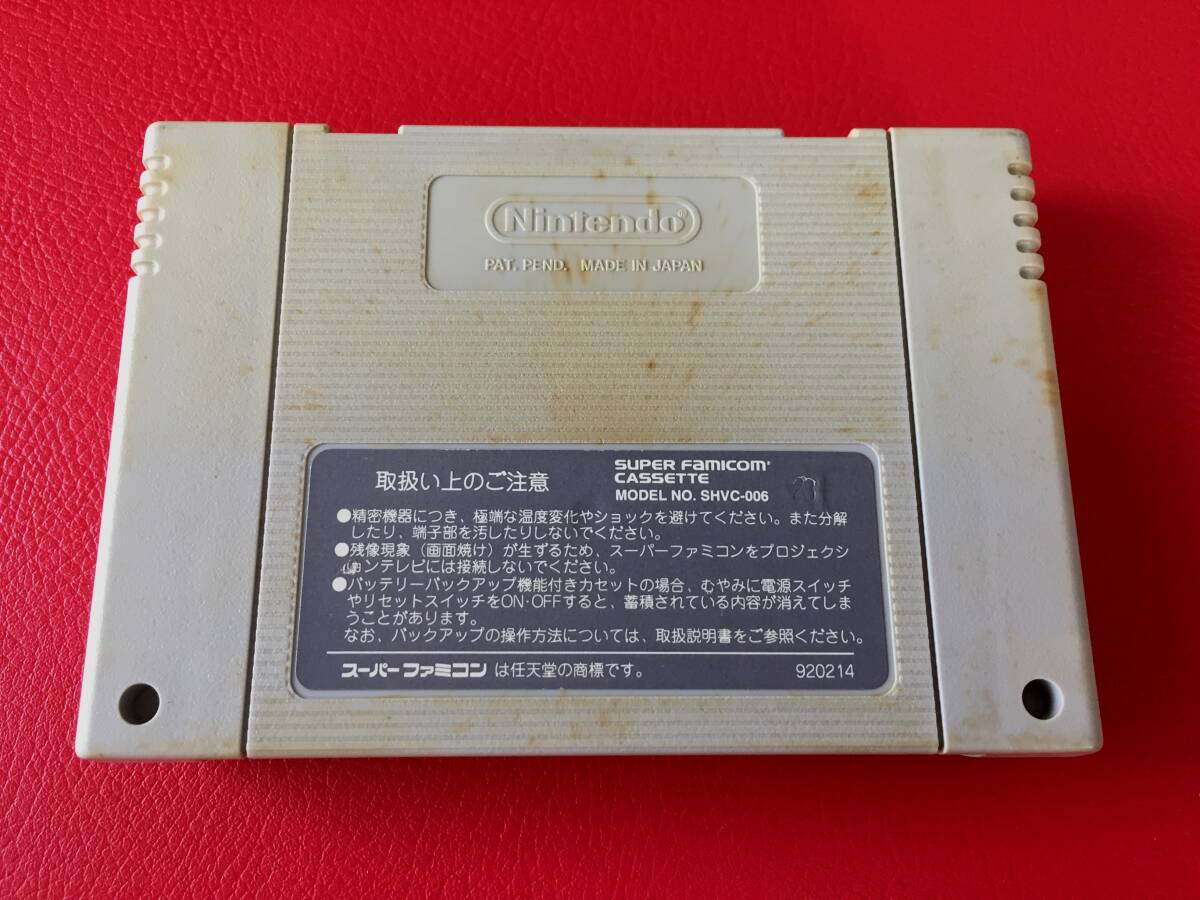 Nintendo®
PAT. PEND. MADE IN JAPAN
取扱い上のご注意
SUPER FAMICOM
CASSETTE
MODEL NO. SHVC-006
●精密機器につき、極端な温度変化やショックを避けてください。また分解
したり、端子部を汚したりしないでください。
●残像現象(画面焼け)が生ずるため、スーパーファミコンをプロジェクシ
ョンテレビには接続しないでください。
●バッテリーバックアップ機能付きカセットの場合、むやみに電源スイッチ
やリセットスイッチをON・OFFすると、蓄積されている内容が消えてしま
うことがあります。
なお、バックアップの操作方法については、取扱説明書をご参照ください。
スーパーファミコンは任天堂の商標です。
920214